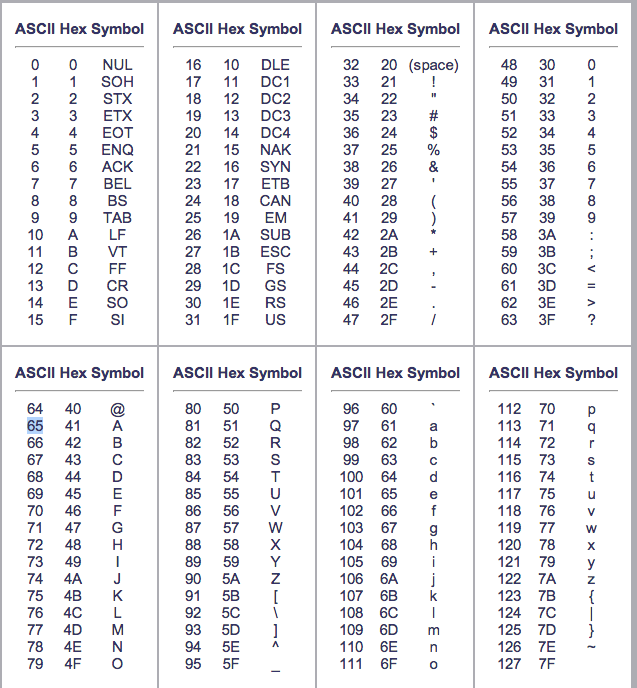 ASCII Hex Symbol ASCII Hex Symbol ASCII Hex Symbol ASCII Hex Symbol
0 0 NUL 16 10 DLE 32 20 (space) 48 30 0
1 1 SOH 17 11 DC1 33 21 ! 49 31 1
2 2 STX 18 12 DC2 34 22 " 50 32 2
3 3 ETX 19 13 DC3 35 23 # 51 33 3
4 4 EOT 20 14 DC4 36 24 $ 52 34 4
5 5 ENQ 21 15 NAK 37 25 % 53 35 5
6 6 ACK 22 16 SYN 38 26 & 54 36 6
7 7 BEL 23 17 ETB 39 27 ' 55 37 7
8 8 BS 24 18 CAN 40 28 ( 56 38 8
9 9 TAB 25 19 EM 41 29 ) 57 39 9
10 A LF 26 1A SUB 42 2A * 58 3A :
11 B VT 27 1B ESC 43 2B + 59 3B ;
12 C FF 28 1C FS 44 2C , 60 3C <
13 D CR 29 1D GS 45 2D - 61 3D =
14 E SO 30 1E RS 46 2E . 62 3E >
15 F SI 31 1F US 47 2F / 63 3F ?
ASCII Hex Symbol ASCII Hex Symbol ASCII Hex Symbol ASCII Hex Symbol
64 40 @ 80 50 P 96 60 ` 112 70 p
65 41 A 81 51 Q 97 61 a 113 71 q
66 42 B 82 52 R 98 62 b 114 72 r
67 43 C 83 53 S 99 63 c 115 73 s
68 44 D 84 54 T 100 64 d 116 74 t
69 45 E 85 55 U 101 65 e 117 75 u
70 46 F 86 56 V 102 66 f 118 76 v
71 47 G 87 57 W 103 67 g 119 77 w
72 48 H 88 58 X 104 68 h 120 78 x
73 49 I 89 59 Y 105 69 i 121 79 y
74 4A J 90 5A Z 106 6A j 122 7A z
75 4B K 91 5B [ 107 6B k 123 7B {
76 4C L 92 5C \ 108 6C l 124 7C |
77 4D M 93 5D ] 109 6D m 125 7D }
78 4E N 94 5E ^ 110 6E n 126 7E ~
79 4F O 95 5F _ 111 6F o 127 7F